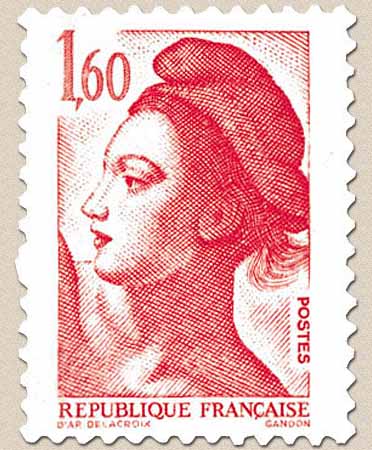 1,60
POSTES
REPUBLIQUE FRANÇAISE
D'AP. DELACROIX GANDON